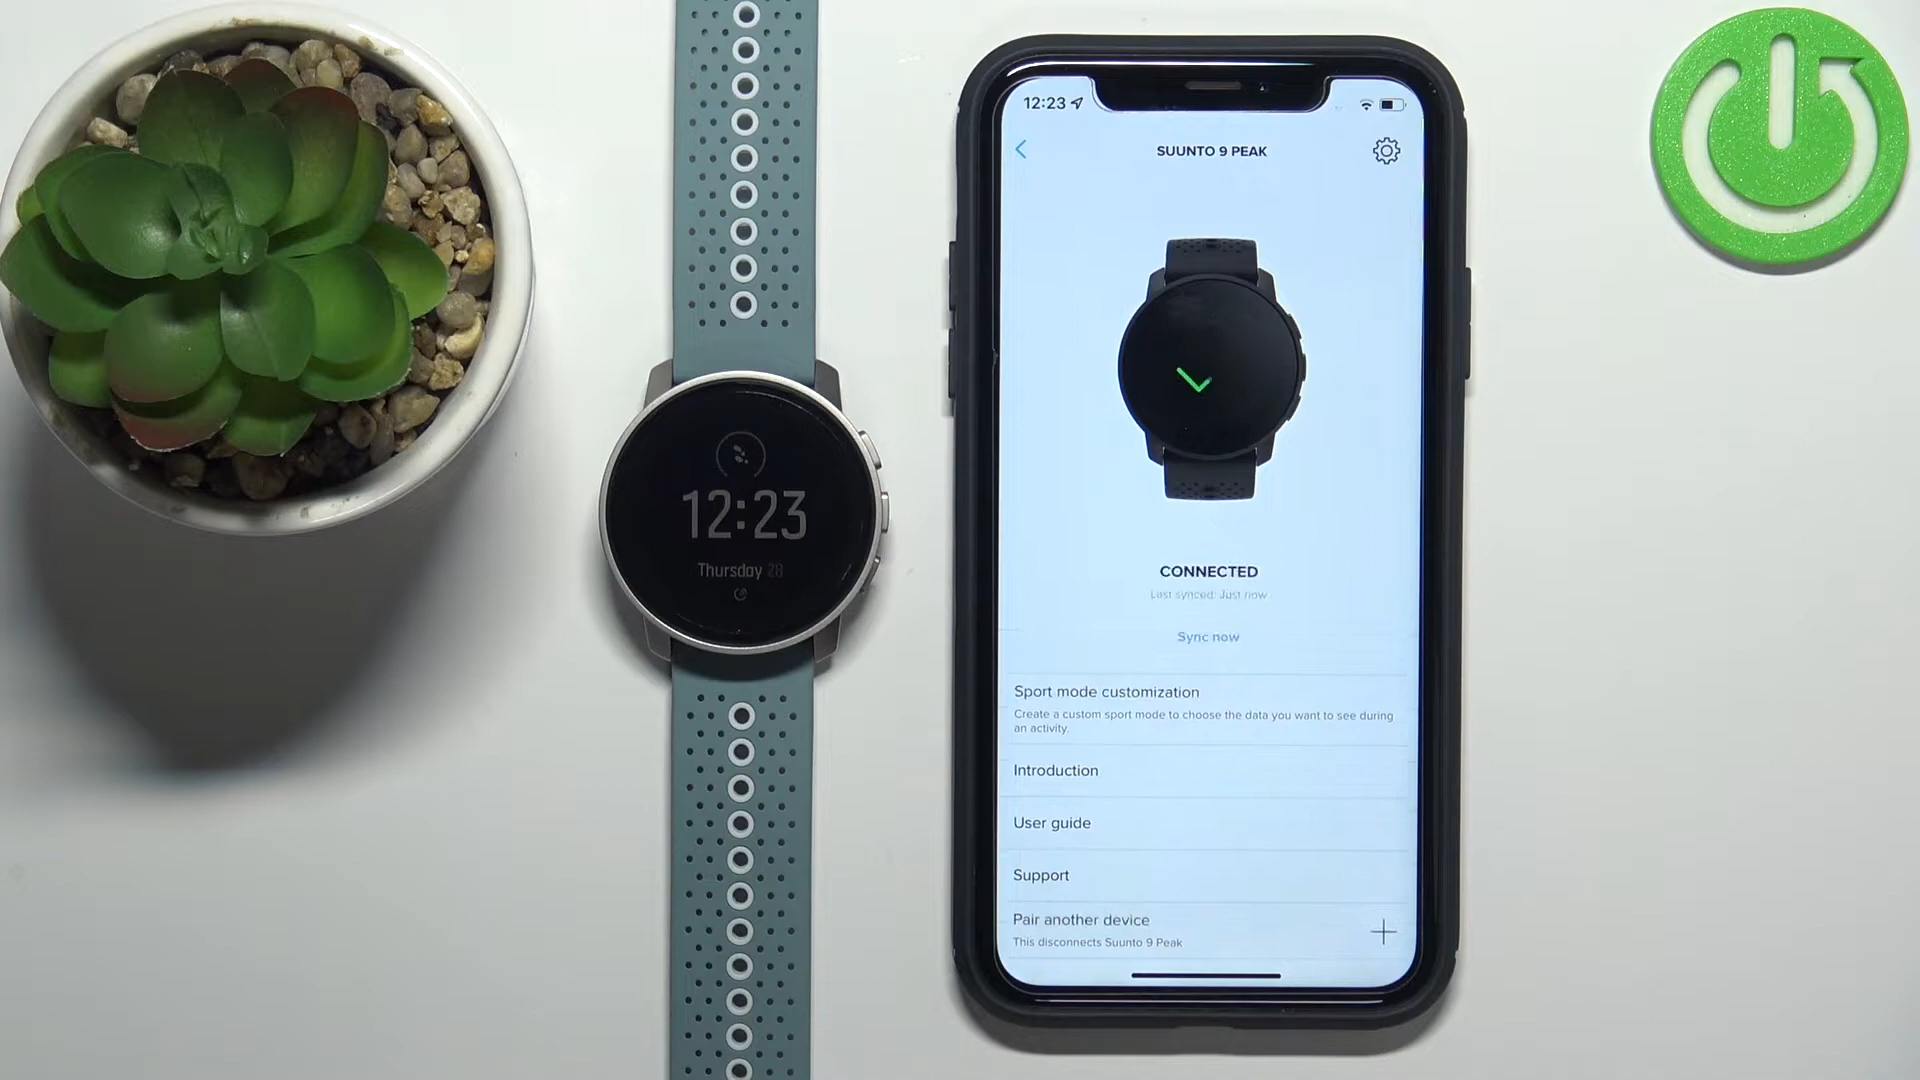 12:23
Thursday 28
12:23
SUUNTO 9 PEAK
CONNECTED
Last synced: Just now
Sync now
Sport mode customization
Create a custom sport mode to choose the data you want to see during
an activity.
Introduction
User guide
Support
Pair another device
This disconnects Suunto 9 Peak